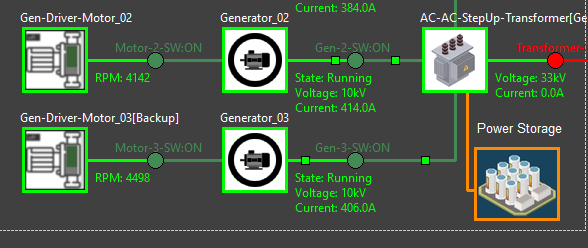 Current: 384.0A
Gen-Driver-Motor_02
Generator_02
AC-AC-StepUp-Transformer[Ge
Motor-2-SW:ON
Gen-2-SW:ON
Transformer-
RPM: 4142
State: Running
Voltage: 10kV
Current: 414.0A
Voltage: 33kV
Current: 0.0A
Gen-Driver-Motor_03[Backup]
Generator_03
Power Storage
Motor-3-SW:ON
Gen-3-SW:ON
RPM: 4498
State: Running
Voltage: 10kV
Current: 406.0A